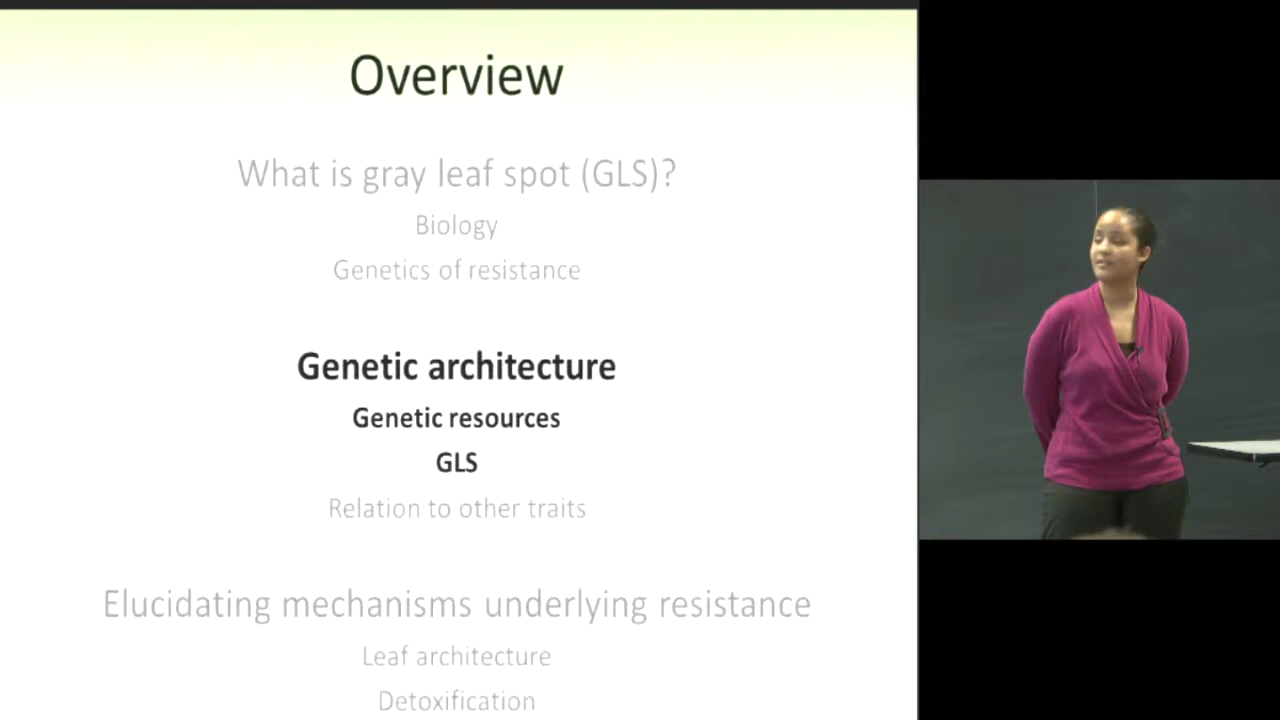 Overview
What is gray leaf spot (GLS)?
Biology
Genetics of resistance
Genetic architecture
Genetic resources
GLS
Relation to other traits
Elucidating mechanisms underlying resistance
Leaf architecture
Detoxification